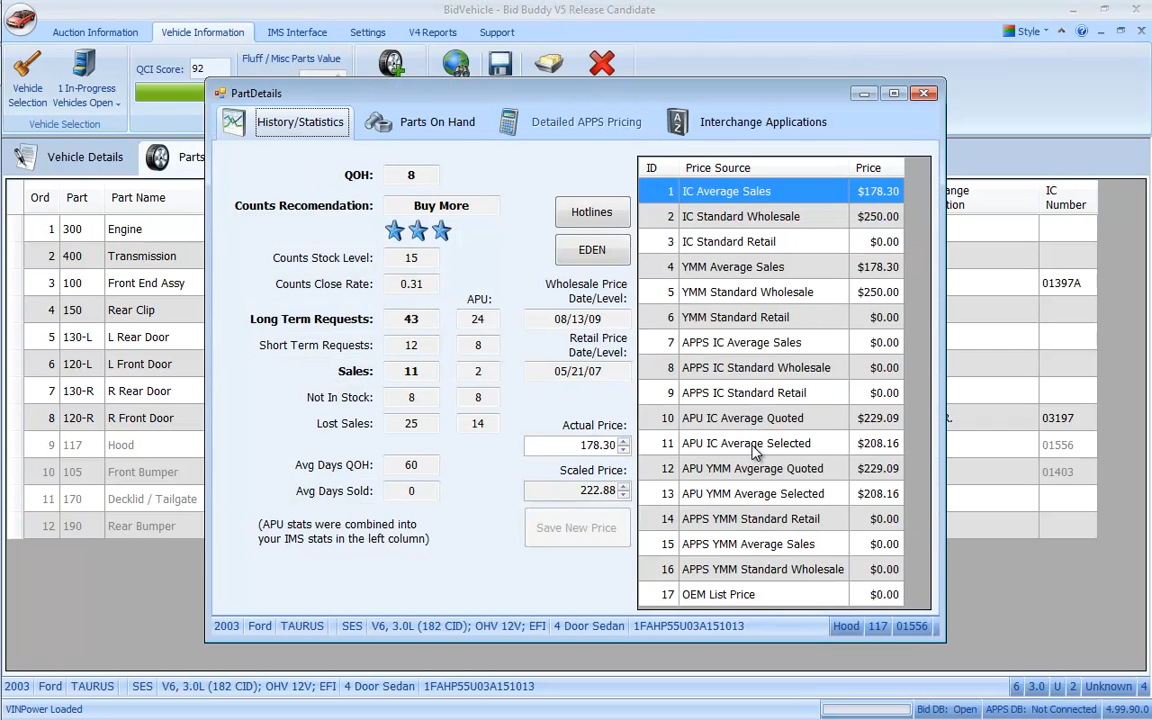 BidVehicle - Bid Buddy V5 Release Candidate
Auction Information
Vehicle Information
IMS Interface
Settings
V4 Reports
Support
Style
Vehicle Selection
1 In-Progress Vehicles Open
QCI Score: 92
Fluff / Misc Parts Value
Vehicle Selection
Vehicle Details
Parts
PartDetails
History/Statistics
Parts On Hand
Detailed APPS Pricing
Interchange Applications
Ord Part Part Name
1 300 Engine
2 400 Transmission
3 100 Front End Assy
4 150 Rear Clip
5 130-L L Rear Door
6 120-L L Front Door
7 130-R R Rear Door
8 120-R R Front Door
9 117 Hood
10 105 Front Bumper
11 170 Decklid / Tailgate
12 190 Rear Bumper
QOH: 8
Counts Recomendation: Buy More
Counts Stock Level: 15
Counts Close Rate: 0.31
APU:
Long Term Requests: 43 24
Short Term Requests: 12 8
Sales: 11 2
Not In Stock: 8 8
Lost Sales: 25 14
Avg Days QOH: 60
Avg Days Sold: 0
(APU stats were combined into
your IMS stats in the left column)
Hotlines
EDEN
Wholesale Price
Date/Level:
08/13/09
Retail Price
Date/Level:
05/21/07
Actual Price:
178.30
Scaled Price:
222.88
Save New Price
ID Price Source Price
1 IC Average Sales $178.30
2 IC Standard Wholesale $250.00
3 IC Standard Retail $0.00
4 YMM Average Sales $178.30
5 YMM Standard Wholesale $250.00
6 YMM Standard Retail $0.00
7 APPS IC Average Sales $0.00
8 APPS IC Standard Wholesale $0.00
9 APPS IC Standard Retail $0.00
10 APU IC Average Quoted $229.09
11 APU IC Average Selected $208.16
12 APU YMM Avgerage Quoted $229.09
13 APU YMM Average Selected $208.16
14 APPS YMM Standard Retail $0.00
15 APPS YMM Average Sales $0.00
16 APPS YMM Standard Wholesale $0.00
17 OEM List Price $0.00
IC
Number
01397A
03197
01556
01403
2003 Ford TAURUS SES V6, 3.0L (182 CID); OHV 12V; EFI 4 Door Sedan 1FAHP55U03A151013 Hood 117 01556
2003 Ford TAURUS SES V6, 3.0L (182 CID); OHV 12V; EFI 4 Door Sedan 1FAHP55U03A151013 6 3.0 U 2 Unknown 4
VINPower Loaded
Bid DB: Open APPS DB: Not Connected 4.99.90.0